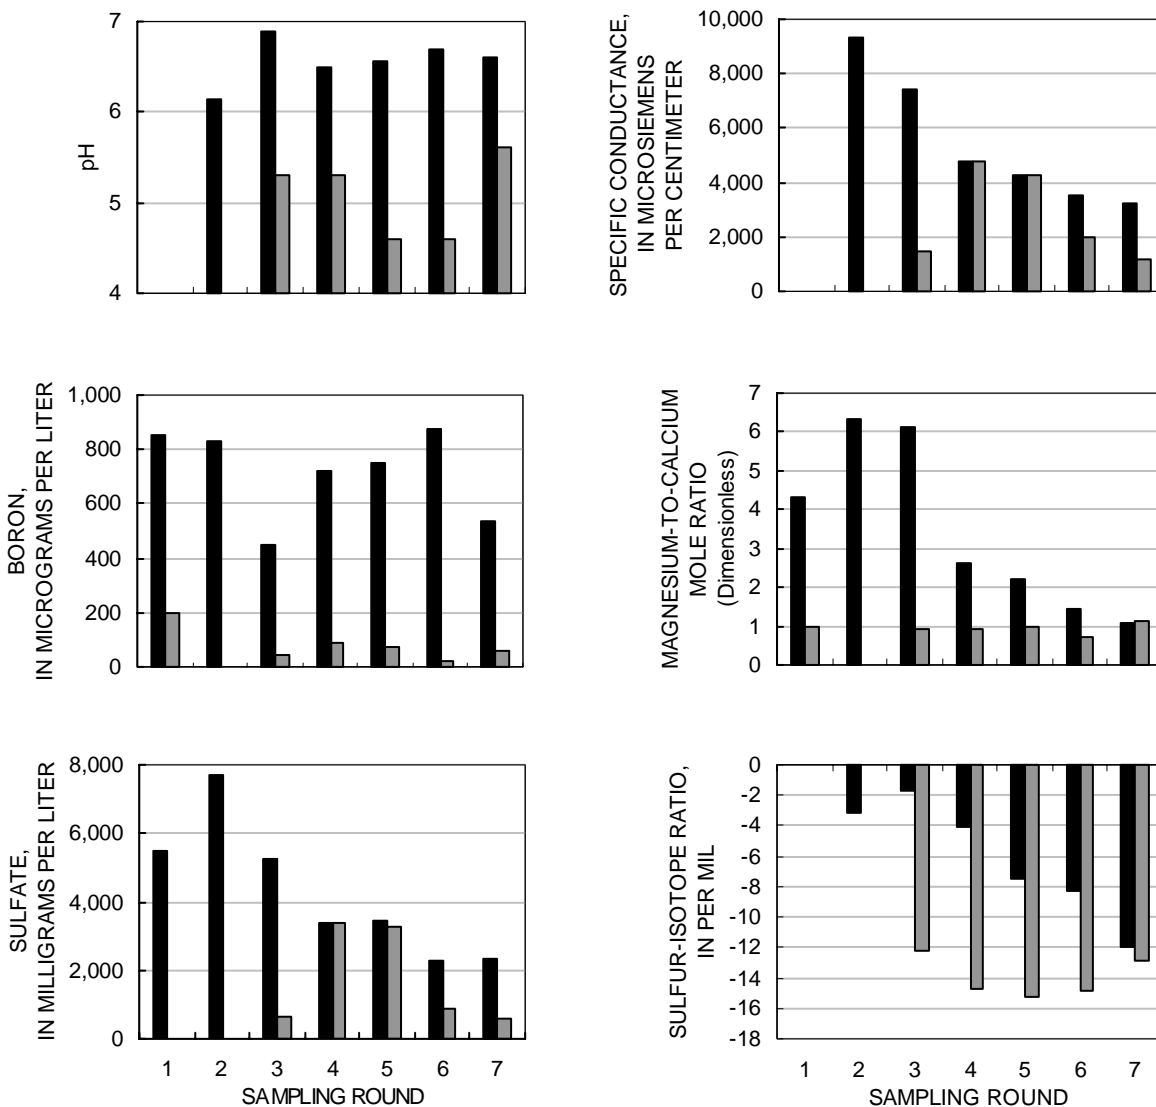 pH
7
6
5
4
SPECIFIC CONDUCTANCE,
IN MICROSIEMENS
PER CENTIMETER
10,000
8,000
6,000
4,000
2,000
0
BORON,
IN MICROGRAMS PER LITER
1,000
800
600
400
200
0
MAGNESIUM-TO-CALCIUM
MOLE RATIO
(Dimensionless)
7
6
5
4
3
2
1
0
SULFATE,
IN MILLIGRAMS PER LITER
8,000
6,000
4,000
2,000
0
1 2 3 4 5 6 7
SAMPLING ROUND
SULFUR-ISOTOPE RATIO,
IN PER MIL
0
-2
-4
-6
-8
-10
-12
-14
-16
-18
1 2 3 4 5 6 7
SAMPLING ROUND